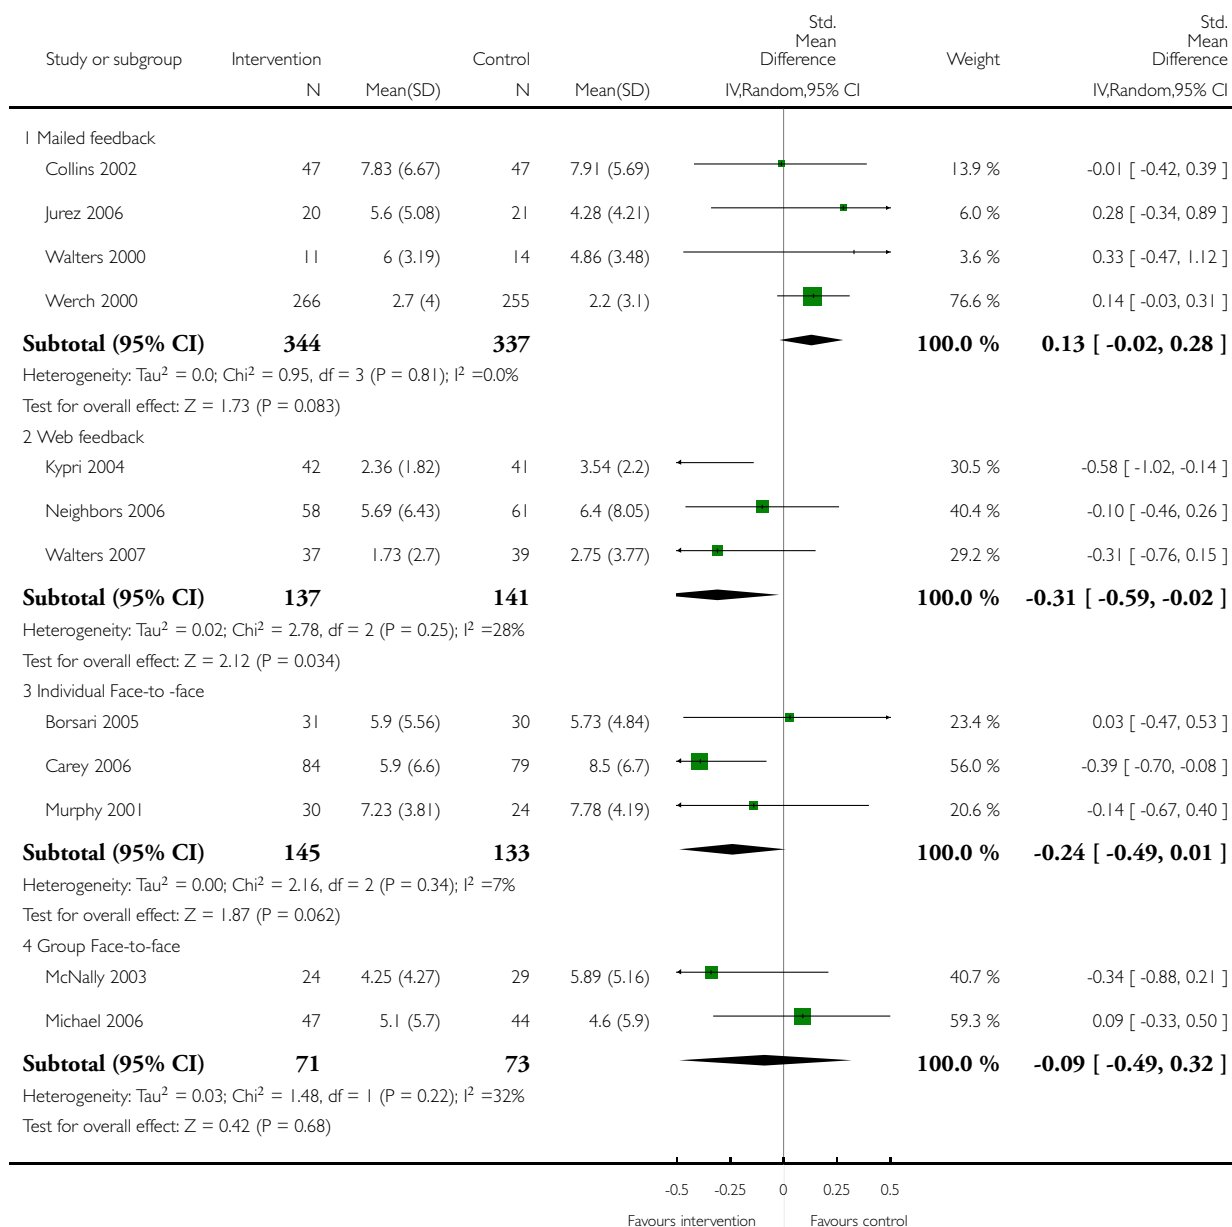 Study or subgroup Intervention Control Std. Mean Difference Weight Std. Mean Difference
N Mean(SD) N Mean(SD) IV,Random,95% CI IV,Random,95% CI
1 Mailed feedback
Collins 2002 47 7.83 (6.67) 47 7.91 (5.69) 13.9 % -0.01 [ -0.42, 0.39 ]
Jurez 2006 20 5.6 (5.08) 21 4.28 (4.21) 6.0 % 0.28 [ -0.34, 0.89 ]
Walters 2000 11 6 (3.19) 14 4.86 (3.48) 3.6 % 0.33 [ -0.47, 1.12 ]
Werch 2000 266 2.7 (4) 255 2.2 (3.1) 76.6 % 0.14 [ -0.03, 0.31 ]
Subtotal (95% CI) 344 337 100.0 % 0.13 [ -0.02, 0.28 ]
Heterogeneity: Tau² = 0.0; Chi² = 0.95, df = 3 (P = 0.81); I² =0.0%
Test for overall effect: Z = 1.73 (P = 0.083)
2 Web feedback
Kypri 2004 42 2.36 (1.82) 41 3.54 (2.2) 30.5 % -0.58 [ -1.02, -0.14 ]
Neighbors 2006 58 5.69 (6.43) 61 6.4 (8.05) 40.4 % -0.10 [ -0.46, 0.26 ]
Walters 2007 37 1.73 (2.7) 39 2.75 (3.77) 29.2 % -0.31 [ -0.76, 0.15 ]
Subtotal (95% CI) 137 141 100.0 % -0.31 [ -0.59, -0.02 ]
Heterogeneity: Tau² = 0.02; Chi² = 2.78, df = 2 (P = 0.25); I² =28%
Test for overall effect: Z = 2.12 (P = 0.034)
3 Individual Face-to -face
Borsari 2005 31 5.9 (5.56) 30 5.73 (4.84) 23.4 % 0.03 [ -0.47, 0.53 ]
Carey 2006 84 5.9 (6.6) 79 8.5 (6.7) 56.0 % -0.39 [ -0.70, -0.08 ]
Murphy 2001 30 7.23 (3.81) 24 7.78 (4.19) 20.6 % -0.14 [ -0.67, 0.40 ]
Subtotal (95% CI) 145 133 100.0 % -0.24 [ -0.49, 0.01 ]
Heterogeneity: Tau² = 0.00; Chi² = 2.16, df = 2 (P = 0.34); I² =7%
Test for overall effect: Z = 1.87 (P = 0.062)
4 Group Face-to-face
McNally 2003 24 4.25 (4.27) 29 5.89 (5.16) 40.7 % -0.34 [ -0.88, 0.21 ]
Michael 2006 47 5.1 (5.7) 44 4.6 (5.9) 59.3 % 0.09 [ -0.33, 0.50 ]
Subtotal (95% CI) 71 73 100.0 % -0.09 [ -0.49, 0.32 ]
Heterogeneity: Tau² = 0.03; Chi² = 1.48, df = 1 (P = 0.22); I² =32%
Test for overall effect: Z = 0.42 (P = 0.68)
-0.5 -0.25 0 0.25 0.5
Favours intervention Favours control